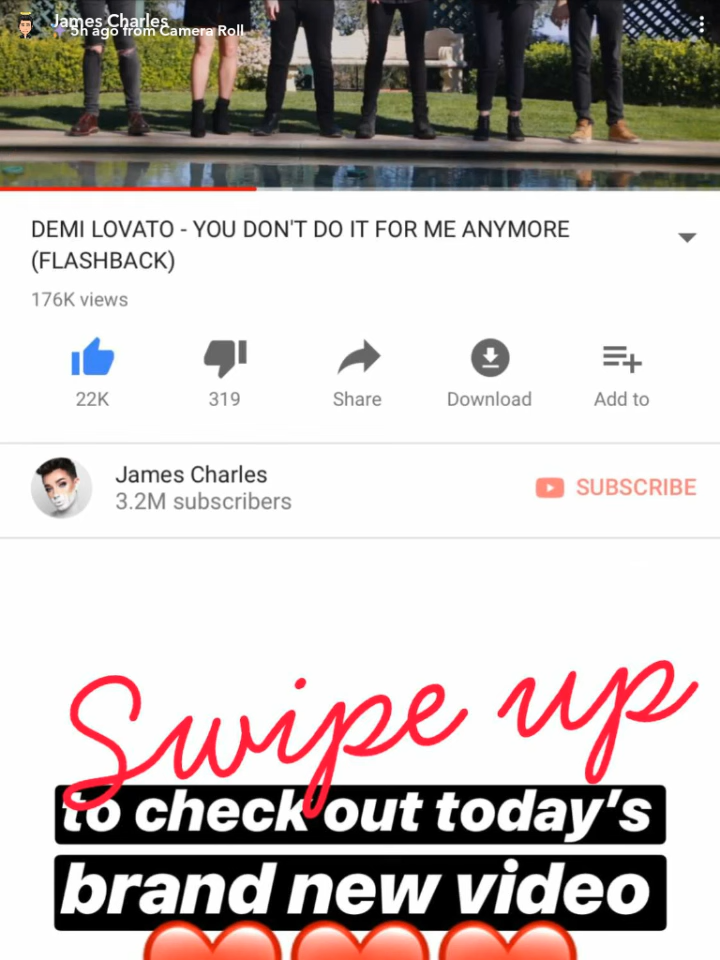 James Charles
5h ago from Camera Roll
DEMI LOVATO - YOU DON'T DO IT FOR ME ANYMORE
(FLASHBACK)
176K views
22K
319
Share
Download
Add to
James Charles
3.2M subscribers
SUBSCRIBE
Swipe up
to check out today's
brand new video